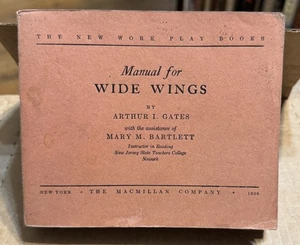 THE NEW WORK PLAY BOOKS
Manual for
WIDE WINGS
BY
ARTHUR I. GATES
with the assistance of
MARY M. BARTLETT
Instructor in Reading
New Jersey State Teachers College
Newark
NEW YORK • THE MACMILLAN COMPANY •